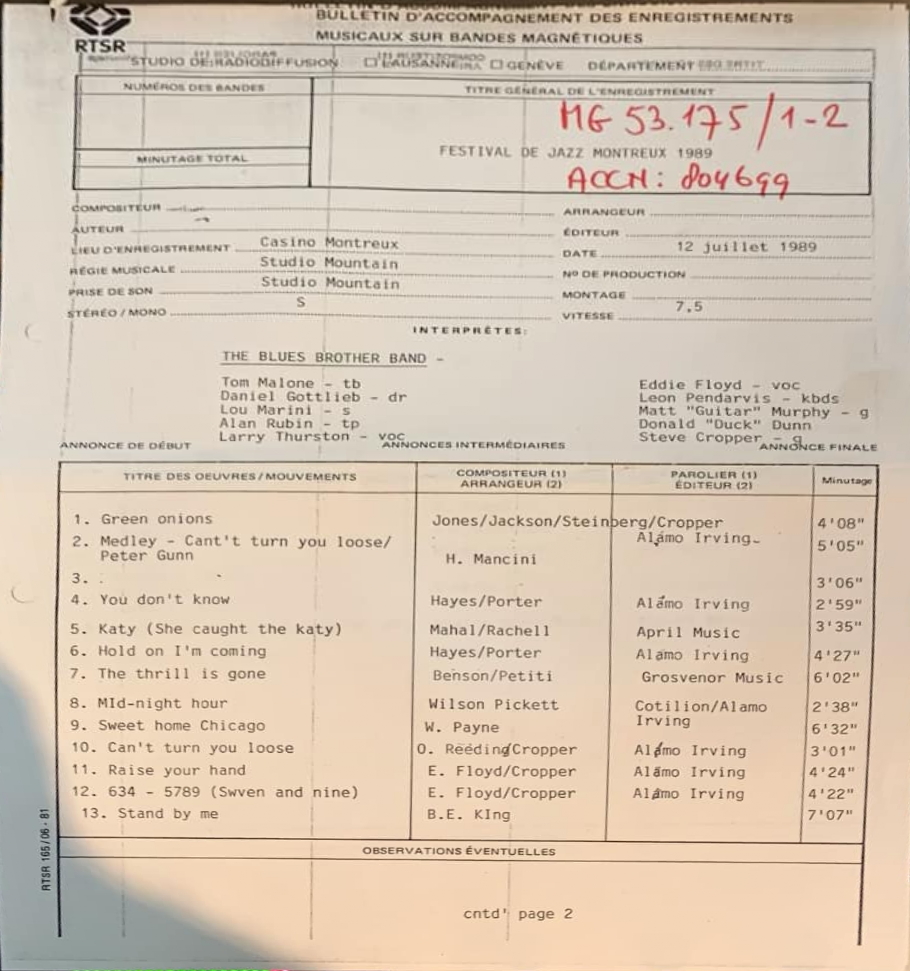 BULLETIN D'ACCOMPAGNEMENT DES ENREGISTREMENTS
MUSICAUX SUR BANDES MAGNÉTIQUES
RTSR
STUDIO DE RADIODIFFUSION LAUSANNE GENÈVE DÉPARTEMENT
NUMÉROS DES BANDES
TITRE GÉNÉRAL DE L'ENREGISTREMENT
MG 53.175/1-2
FESTIVAL DE JAZZ MONTREUX 1989
MINUTAGE TOTAL
ACCN: 804699
COMPOSITEUR
ARRANGEUR
AUTEUR
ÉDITEUR
LIEU D'ENREGISTREMENT Casino Montreux
DATE 12 juillet 1989
RÉGIE MUSICALE Studio Mountain
Nº DE PRODUCTION
PRISE DE SON Studio Mountain
MONTAGE
STÉRÉO / MONO S
VITESSE 7,5
INTERPRÈTES:
THE BLUES BROTHER BAND -
Tom Malone - tb
Daniel Gottlieb - dr
Lou Marini - s
Alan Rubin - tp
Larry Thurston - voc
Eddie Floyd - voc
Leon Pendarvis - kbds
Matt "Guitar" Murphy - g
Donald "Duck" Dunn
Steve Cropper - g
ANNONCE DE DÉBUT ANNONCES INTERMÉDIAIRES ANNONCE FINALE
TITRE DES OEUVRES / MOUVEMENTS
COMPOSITEUR (1)
ARRANGEUR (2)
PAROLIER (1)
ÉDITEUR (2)
Minutage
1. Green onions Jones/Jackson/Steinberg/Cropper 4'08"
2. Medley - Cant't turn you loose/ Alamo Irving 5'05"
Peter Gunn H. Mancini
3. 3'06"
4. You don't know Hayes/Porter Alamo Irving 2'59"
5. Katy (She caught the katy) Mahal/Rachell April Music 3'35"
6. Hold on I'm coming Hayes/Porter Alamo Irving 4'27"
7. The thrill is gone Benson/Petiti Grosvenor Music 6'02"
8. MId-night hour Wilson Pickett Cotilion/Alamo 2'38"
Irving
9. Sweet home Chicago W. Payne 6'32"
10. Can't turn you loose O. Reeding/Cropper Alamo Irving 3'01"
11. Raise your hand E. Floyd/Cropper Alamo Irving 4'24"
12. 634 - 5789 (Swven and nine) E. Floyd/Cropper Alamo Irving 4'22"
13. Stand by me B.E. KIng 7'07"
OBSERVATIONS ÉVENTUELLES
cntd' page 2
RTSR 165/06 - 81